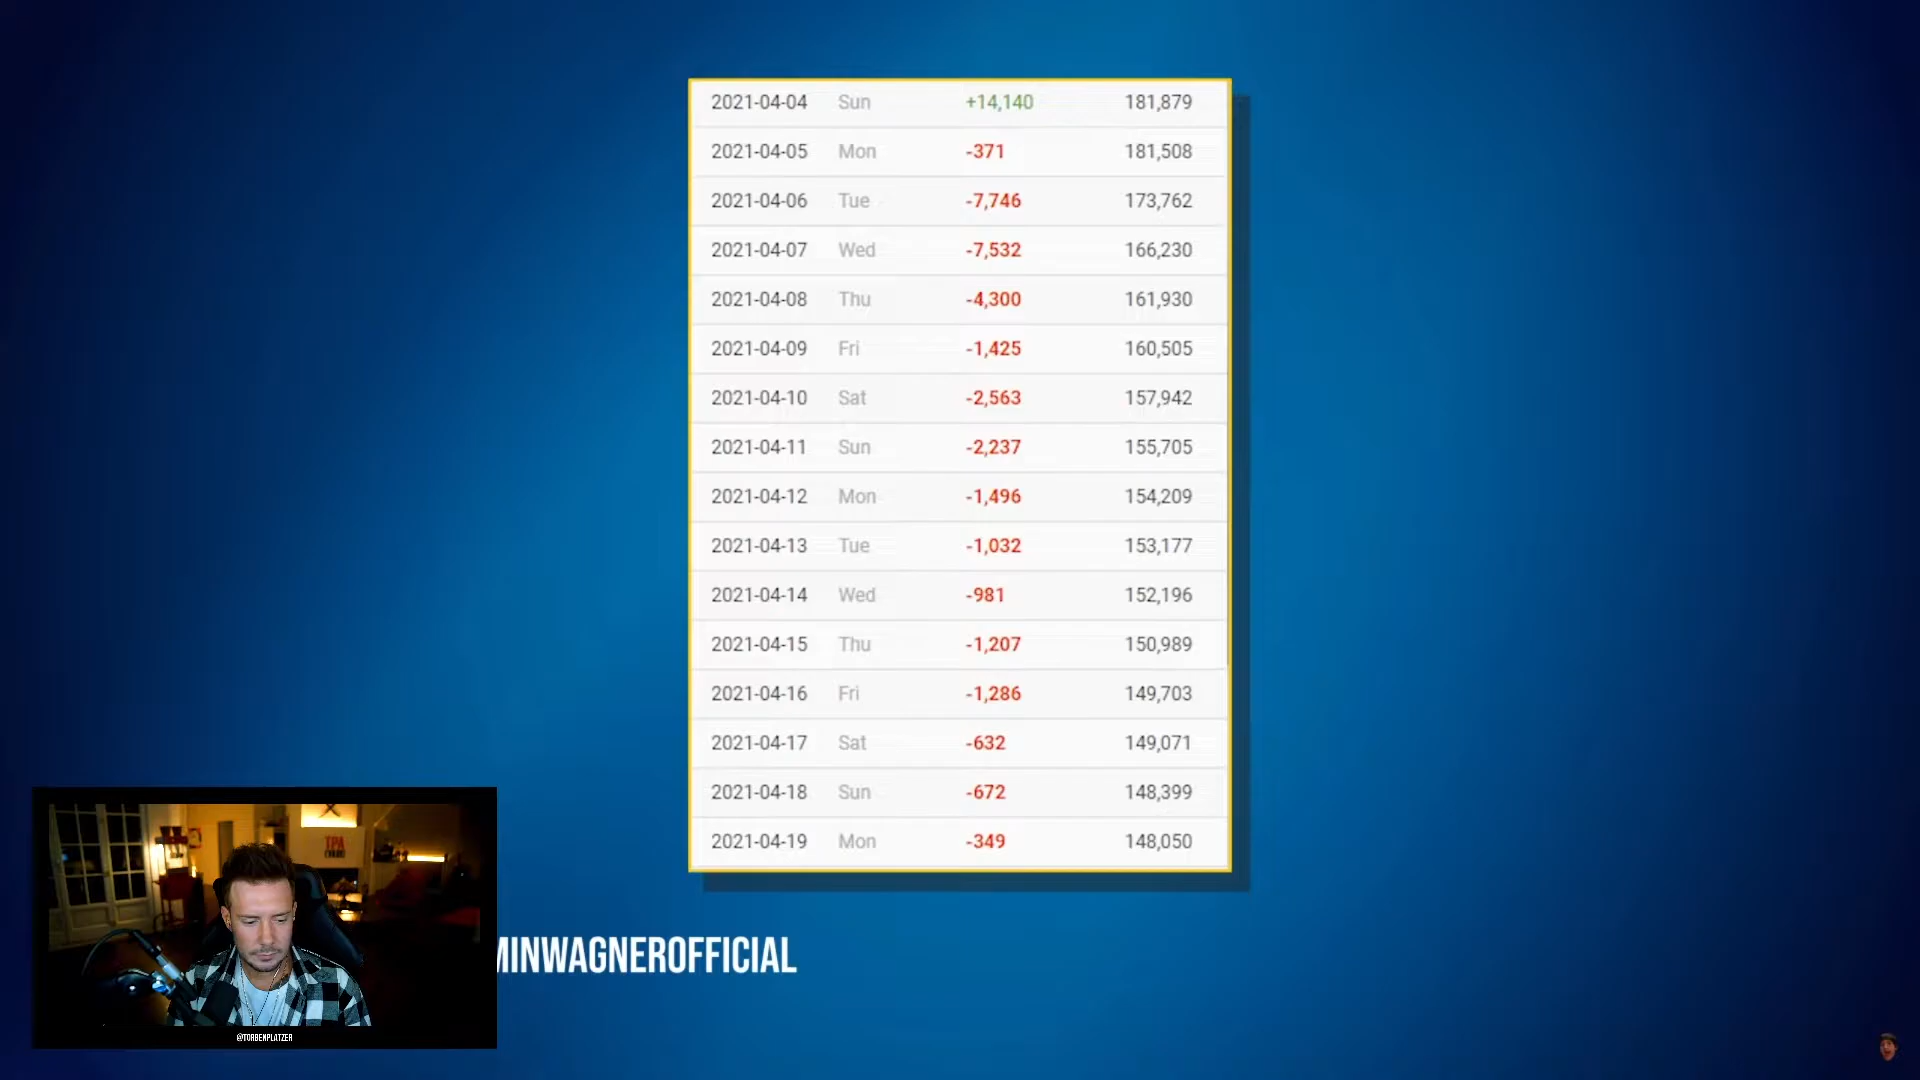 2021-04-04 Sun +14,140 181,879
2021-04-05 Mon -371 181,508
2021-04-06 Tue -7,746 173,762
2021-04-07 Wed -7,532 166,230
2021-04-08 Thu -4,300 161,930
2021-04-09 Fri -1,425 160,505
2021-04-10 Sat -2,563 157,942
2021-04-11 Sun -2,237 155,705
2021-04-12 Mon -1,496 154,209
2021-04-13 Tue -1,032 153,177
2021-04-14 Wed -981 152,196
2021-04-15 Thu -1,207 150,989
2021-04-16 Fri -1,286 149,703
2021-04-17 Sat -632 149,071
2021-04-18 Sun -672 148,399
2021-04-19 Mon -349 148,050
TPA
MINWAGNEROFFICIAL
@TORBENPLATZER